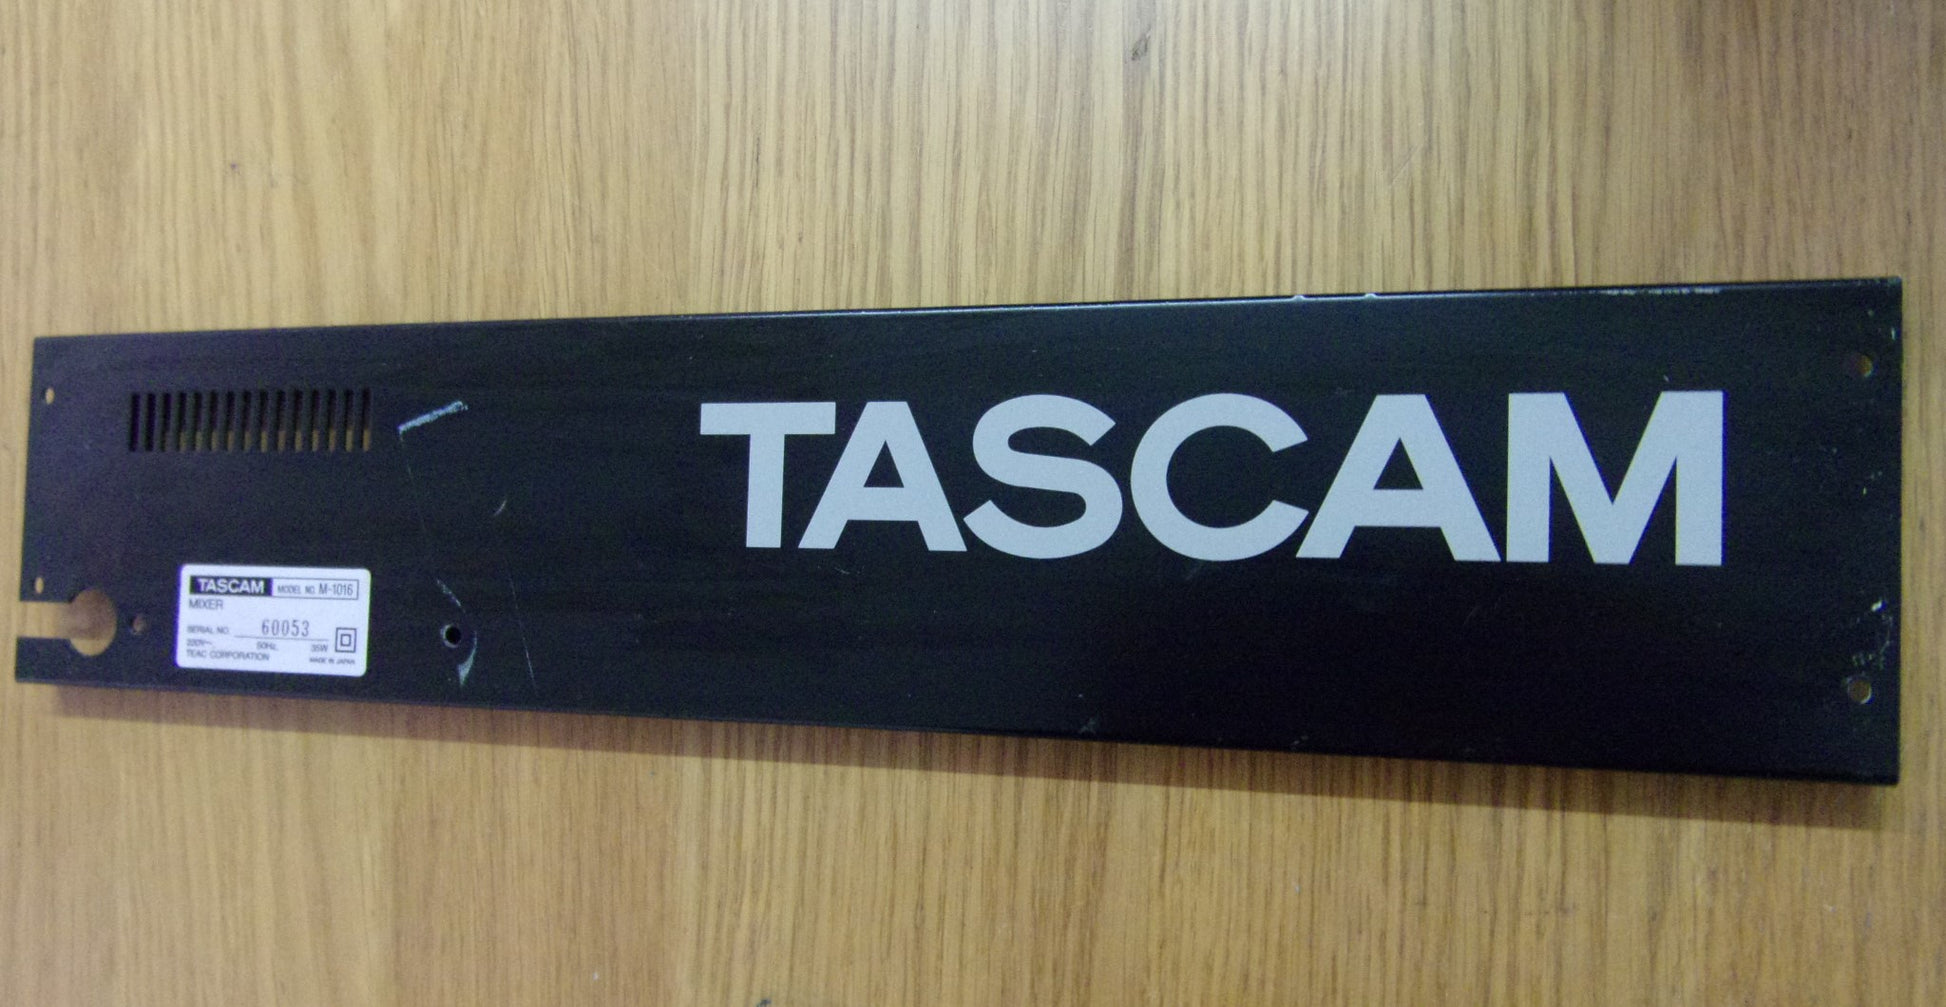 TASCAM
TASCAM MODEL NO. M-1016
MIXER
SERIAL NO. 60053
220V~ 50Hz 35W
TEAC CORPORATION MADE IN JAPAN